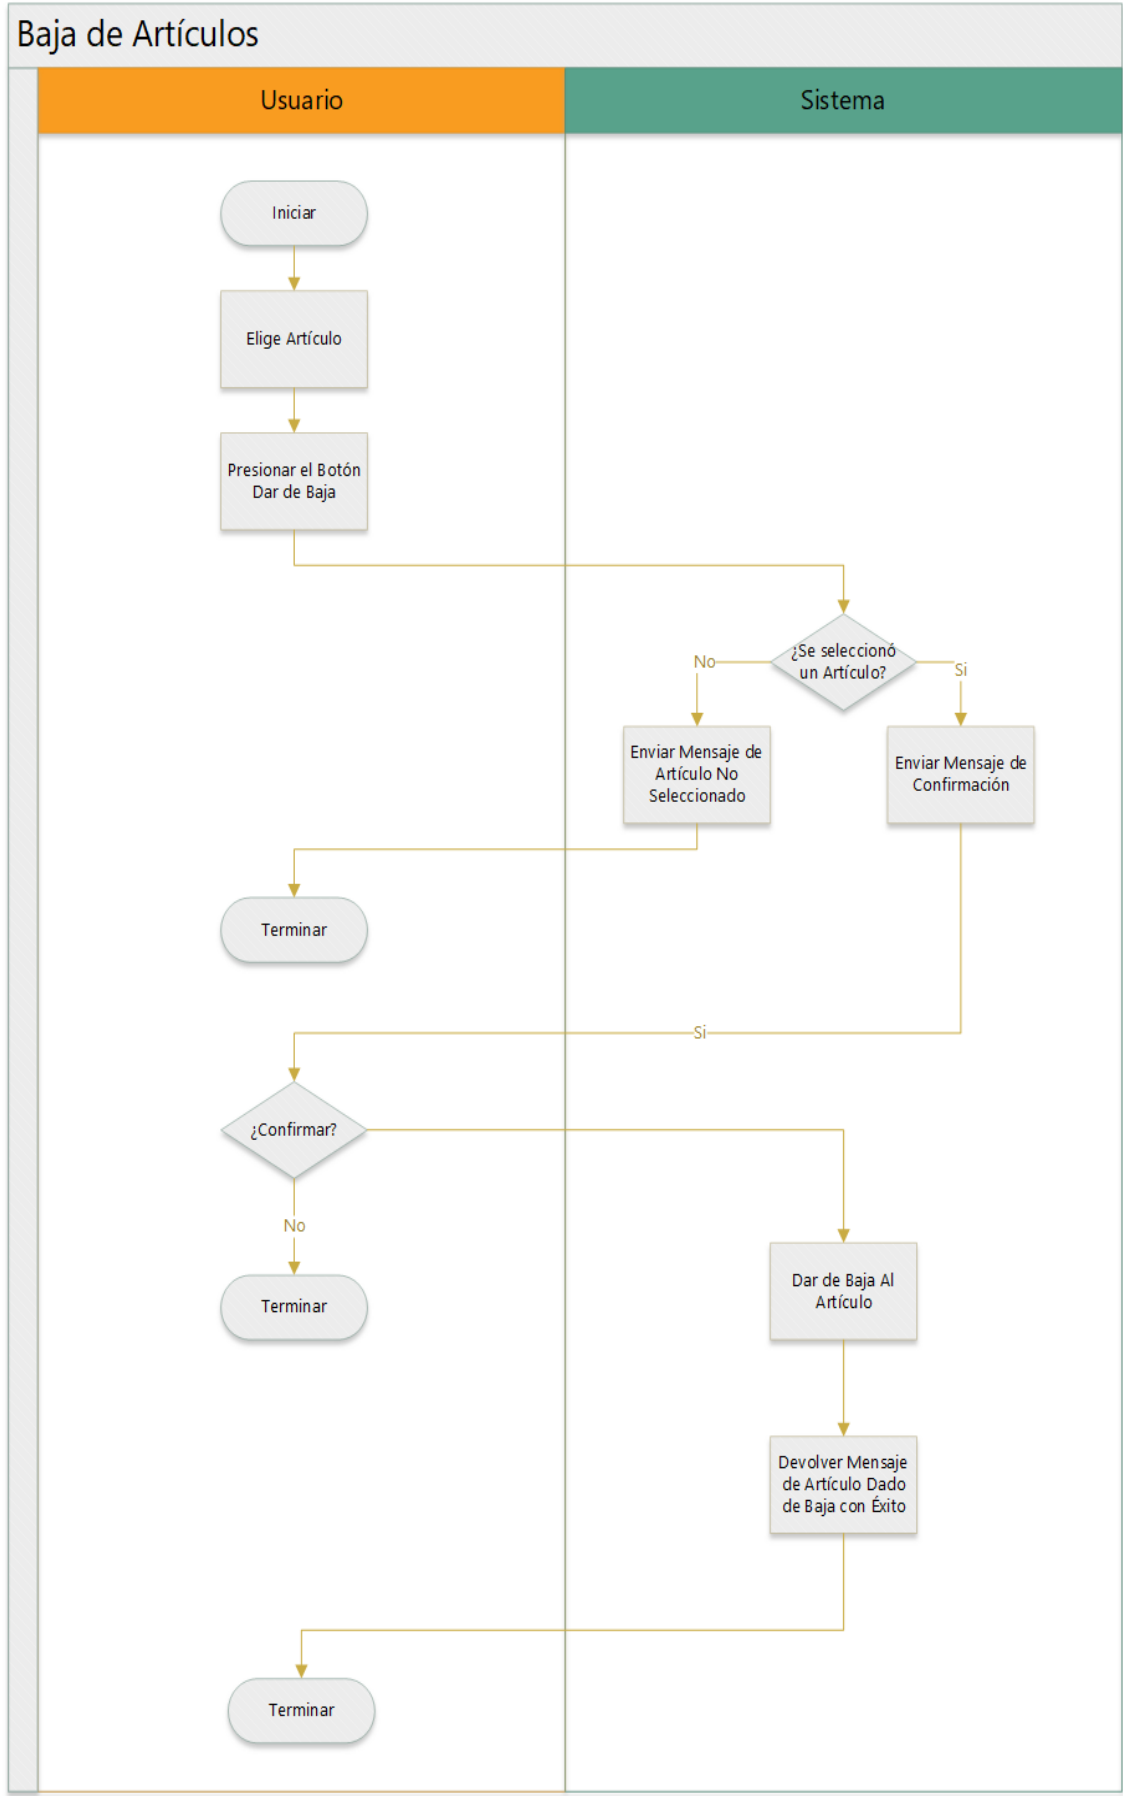 Baja de Artículos
Usuario
Sistema
Iniciar
Elige Artículo
Presionar el Botón
Dar de Baja
¿Se seleccionó
un Artículo?
No
Si
Enviar Mensaje de
Artículo No
Seleccionado
Enviar Mensaje de
Confirmación
Terminar
Si
¿Confirmar?
No
Terminar
Dar de Baja Al
Artículo
Devolver Mensaje
de Artículo Dado
de Baja con Éxito
Terminar